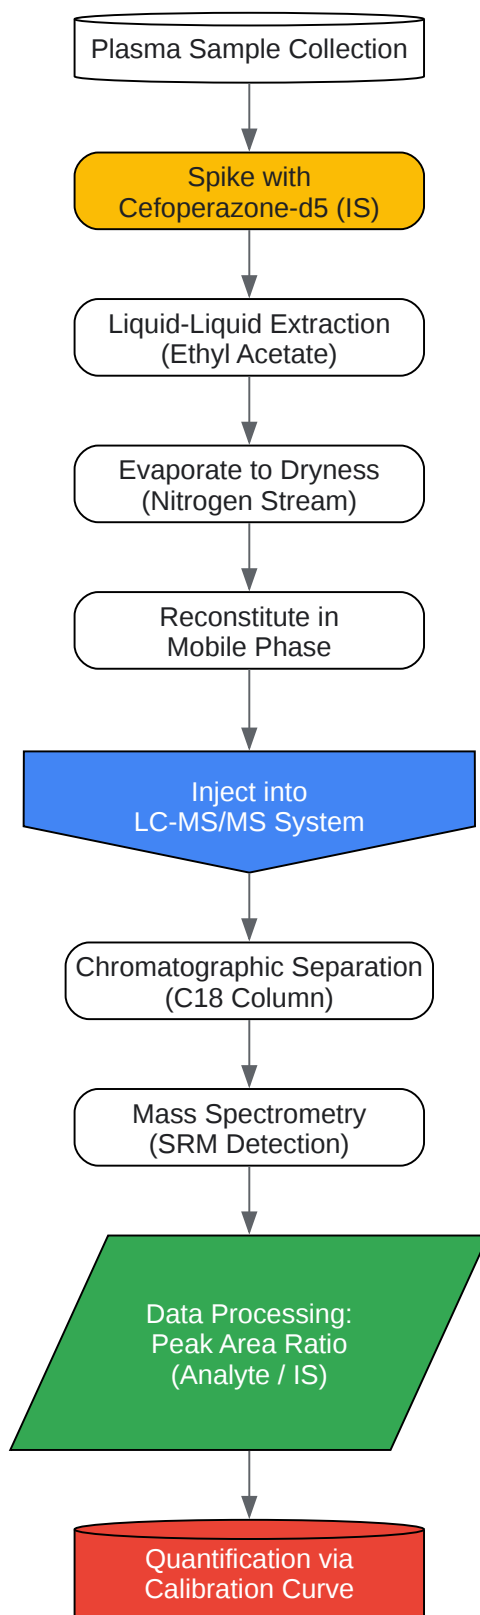 Plasma Sample Collection
Spike with
Cefoperazone-d5 (IS)
Liquid-Liquid Extraction
(Ethyl Acetate)
Evaporate to Dryness
(Nitrogen Stream)
Reconstitute in
Mobile Phase
Inject into
LC-MS/MS System
Chromatographic Separation
(C18 Column)
Mass Spectrometry
(SRM Detection)
Data Processing:
Peak Area Ratio
(Analyte / IS)
Quantification via
Calibration Curve